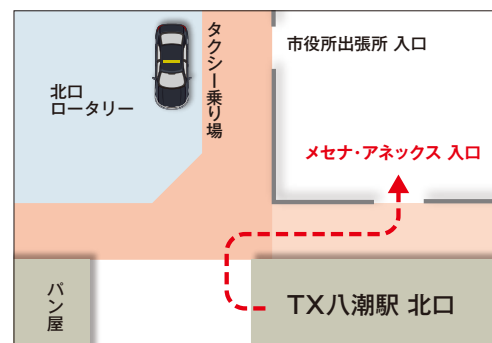 市役所出張所 入口
タクシー乗り場
北口
ロータリー
メセナ・アネックス 入口
パン屋
TX八潮駅 北口